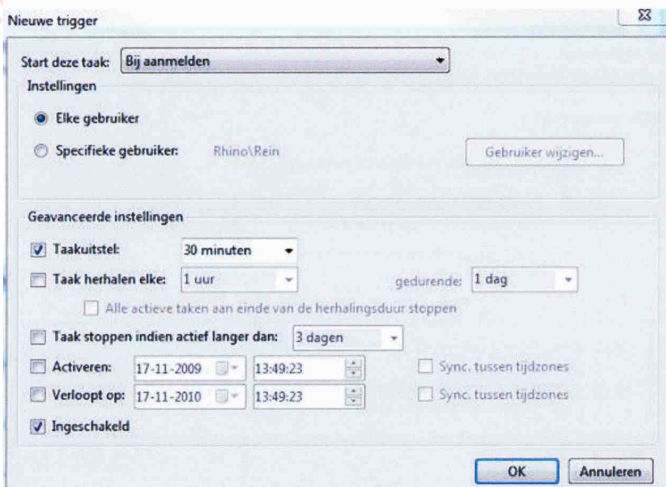 Nieuwe trigger
Start deze taak: Bij aanmelden
Instellingen
Elke gebruiker
Specifieke gebruiker: Rhino\Rein Gebruiker wijzigen...
Geavanceerde instellingen
Taakuitstel: 30 minuten
Taak herhalen elke: 1 uur gedurende: 1 dag
Alle actieve taken aan einde van de herhalingsduur stoppen
Taak stoppen indien actief langer dan: 3 dagen
Activeren: 17-11-2009 13:49:23 Sync. tussen tijdzones
Verloopt op: 17-11-2010 13:49:23 Sync. tussen tijdzones
Ingeschakeld
OK Annuleren